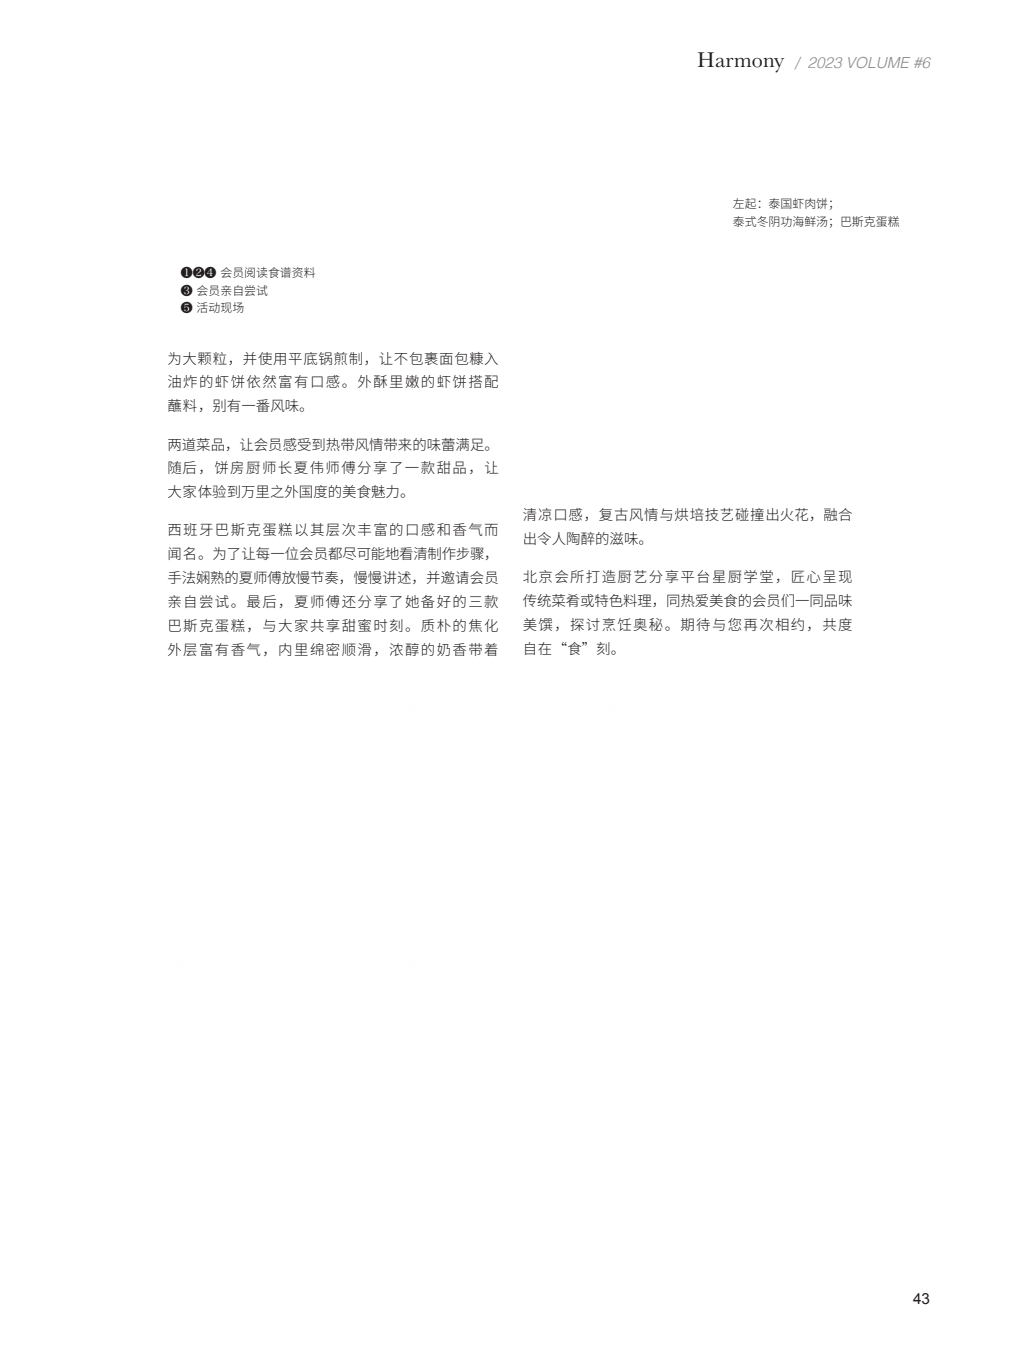 Harmony / 2023 VOLUME #6
左起：泰国虾肉饼；
泰式冬阴功海鲜汤；巴斯克蛋糕
❶❷❹ 会员阅读食谱资料
❸ 会员亲自尝试
❺ 活动现场
为大颗粒，并使用平底锅煎制，让不包裹面包糠入
油炸的虾饼依然富有口感。外酥里嫩的虾饼搭配
蘸料，别有一番风味。
两道菜品，让会员感受到热带风情带来的味蕾满足。
随后，饼房厨师长夏伟师傅分享了一款甜品，让
大家体验到万里之外国度的美食魅力。
西班牙巴斯克蛋糕以其层次丰富的口感和香气而
闻名。为了让每一位会员都尽可能地看清制作步骤，
手法娴熟的夏师傅放慢节奏，慢慢讲述，并邀请会员
亲自尝试。最后，夏师傅还分享了她备好的三款
巴斯克蛋糕，与大家共享甜蜜时刻。质朴的焦化
外层富有香气，内里绵密顺滑，浓醇的奶香带着
清凉口感，复古风情与烘培技艺碰撞出火花，融合
出令人陶醉的滋味。
北京会所打造厨艺分享平台星厨学堂，匠心呈现
传统菜肴或特色料理，同热爱美食的会员们一同品味
美馔，探讨烹饪奥秘。期待与您再次相约，共度
自在“食”刻。
43